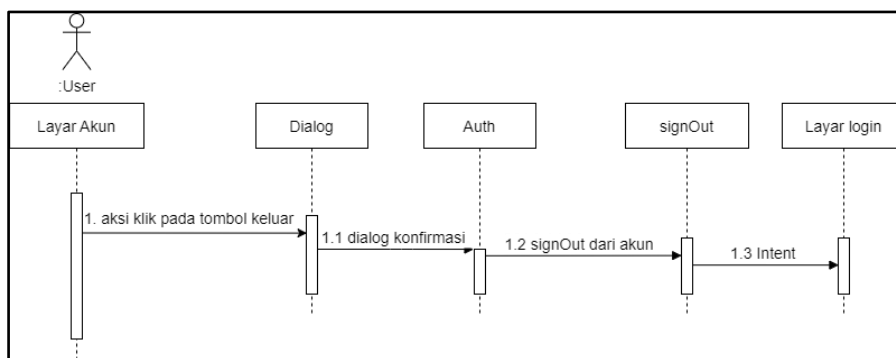 :User
Layar Akun
Dialog
Auth
signOut
Layar login
1. aksi klik pada tombol keluar
1.1 dialog konfirmasi
1.2 signOut dari akun
1.3 Intent